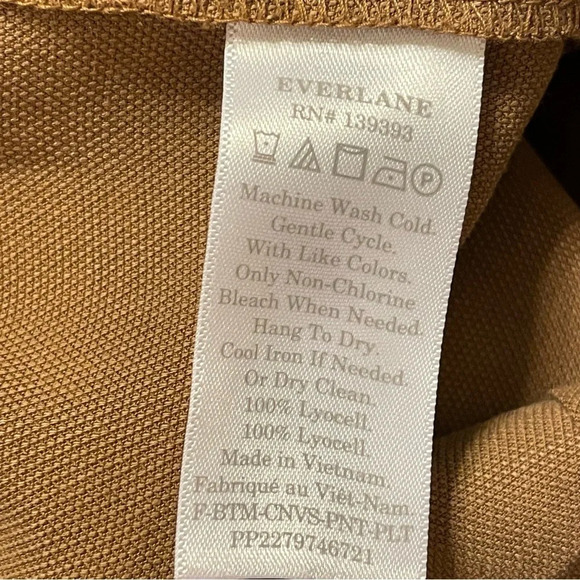 EVERLANE
RN# 139393
P
Machine Wash Cold.
Gentle Cycle.
With Like Colors.
Only Non-Chlorine
Bleach When Needed.
Hang To Dry.
Cool Iron If Needed.
Or Dry Clean.
100% Lyocell.
100% Lyocell.
Made in Vietnam.
Fabriqué au Viêt-Nam.
F-BTM-CNVS-PNT-PLT
PP2279746721